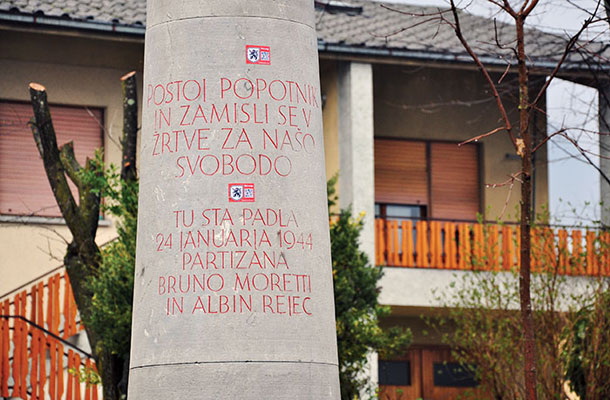 POSTOJ POPOTNIK
IN ZAMISLI SE V
ŽRTVE ZA NAŠO
SVOBODO
TU STA PADLA
24 IANUARJA 1944
PARTIZANA
BRUNO MORETTI
IN ALBIN REJEC